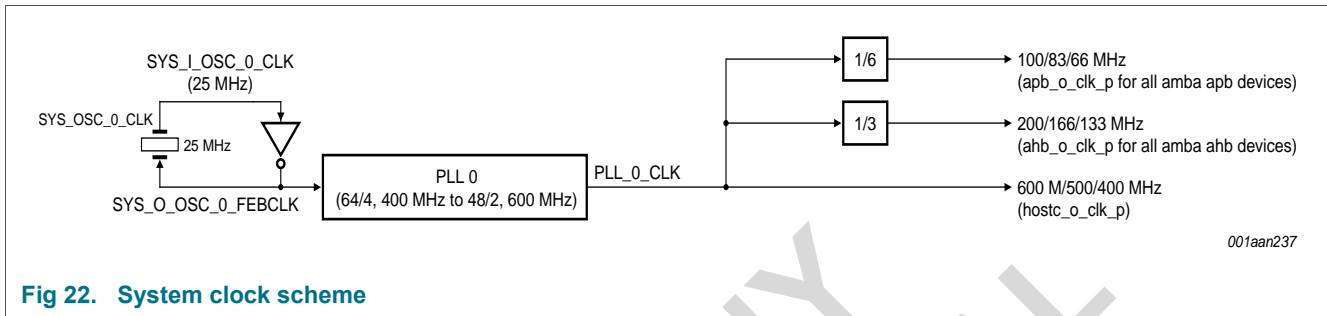 SYS_I_OSC_0_CLK
(25 MHz)
SYS_OSC_0_CLK
25 MHz
SYS_O_OSC_0_FEBCLK
PLL 0
(64/4, 400 MHz to 48/2, 600 MHz)
PLL_0_CLK
1/6
100/83/66 MHz
(apb_o_clk_p for all amba apb devices)
1/3
200/166/133 MHz
(ahb_o_clk_p for all amba ahb devices)
600 M/500/400 MHz
(hostc_o_clk_p)
001aan237
Fig 22. System clock scheme